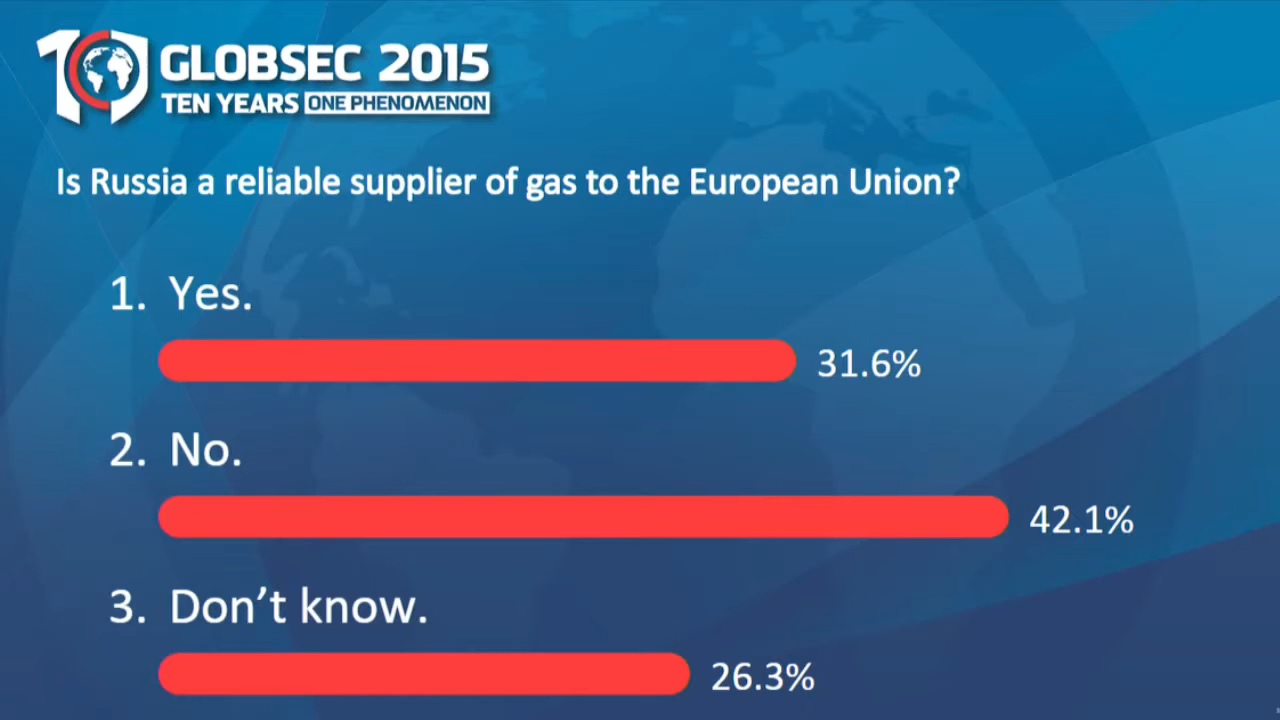 10 GLOBSEC 2015
TEN YEARS ONE PHENOMENON
Is Russia a reliable supplier of gas to the European Union?
1. Yes.
31.6%
2. No.
42.1%
3. Don’t know.
26.3%